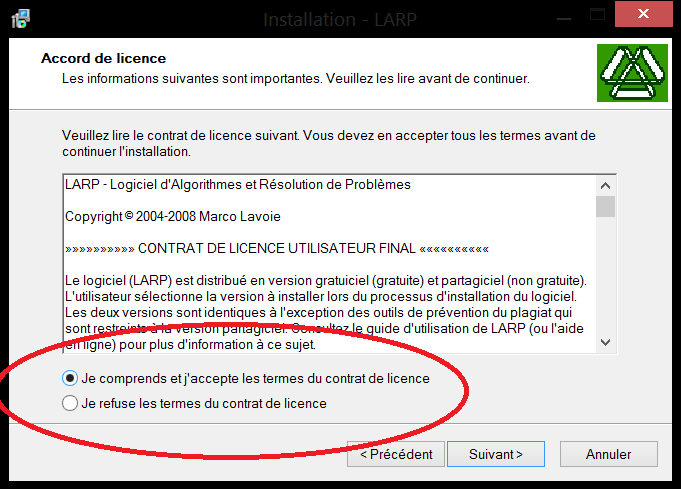 Installation - LARP
Accord de licence
Les informations suivantes sont importantes. Veuillez les lire avant de continuer.
Veuillez lire le contrat de licence suivant. Vous devez en accepter tous les termes avant de
continuer l'installation.
LARP - Logiciel d'Algorithmes et Résolution de Problèmes
Copyright © 2004-2008 Marco Lavoie
»»»»»»»»»» CONTRAT DE LICENCE UTILISATEUR FINAL ««««««««««
Le logiciel (LARP) est distribué en version gratuiciel (gratuite) et partagiciel (non gratuite).
L'utilisateur sélectionne la version à installer lors du processus d'installation du logiciel.
Les deux versions sont identiques à l'exception des outils de prévention du plagiat qui
sont restreints à la version partagiciel. Consultez le guide d'utilisation de LARP (ou l'aide
en ligne) pour plus d'information à ce sujet.
Je comprends et j'accepte les termes du contrat de licence
Je refuse les termes du contrat de licence
< Précédent Suivant > Annuler